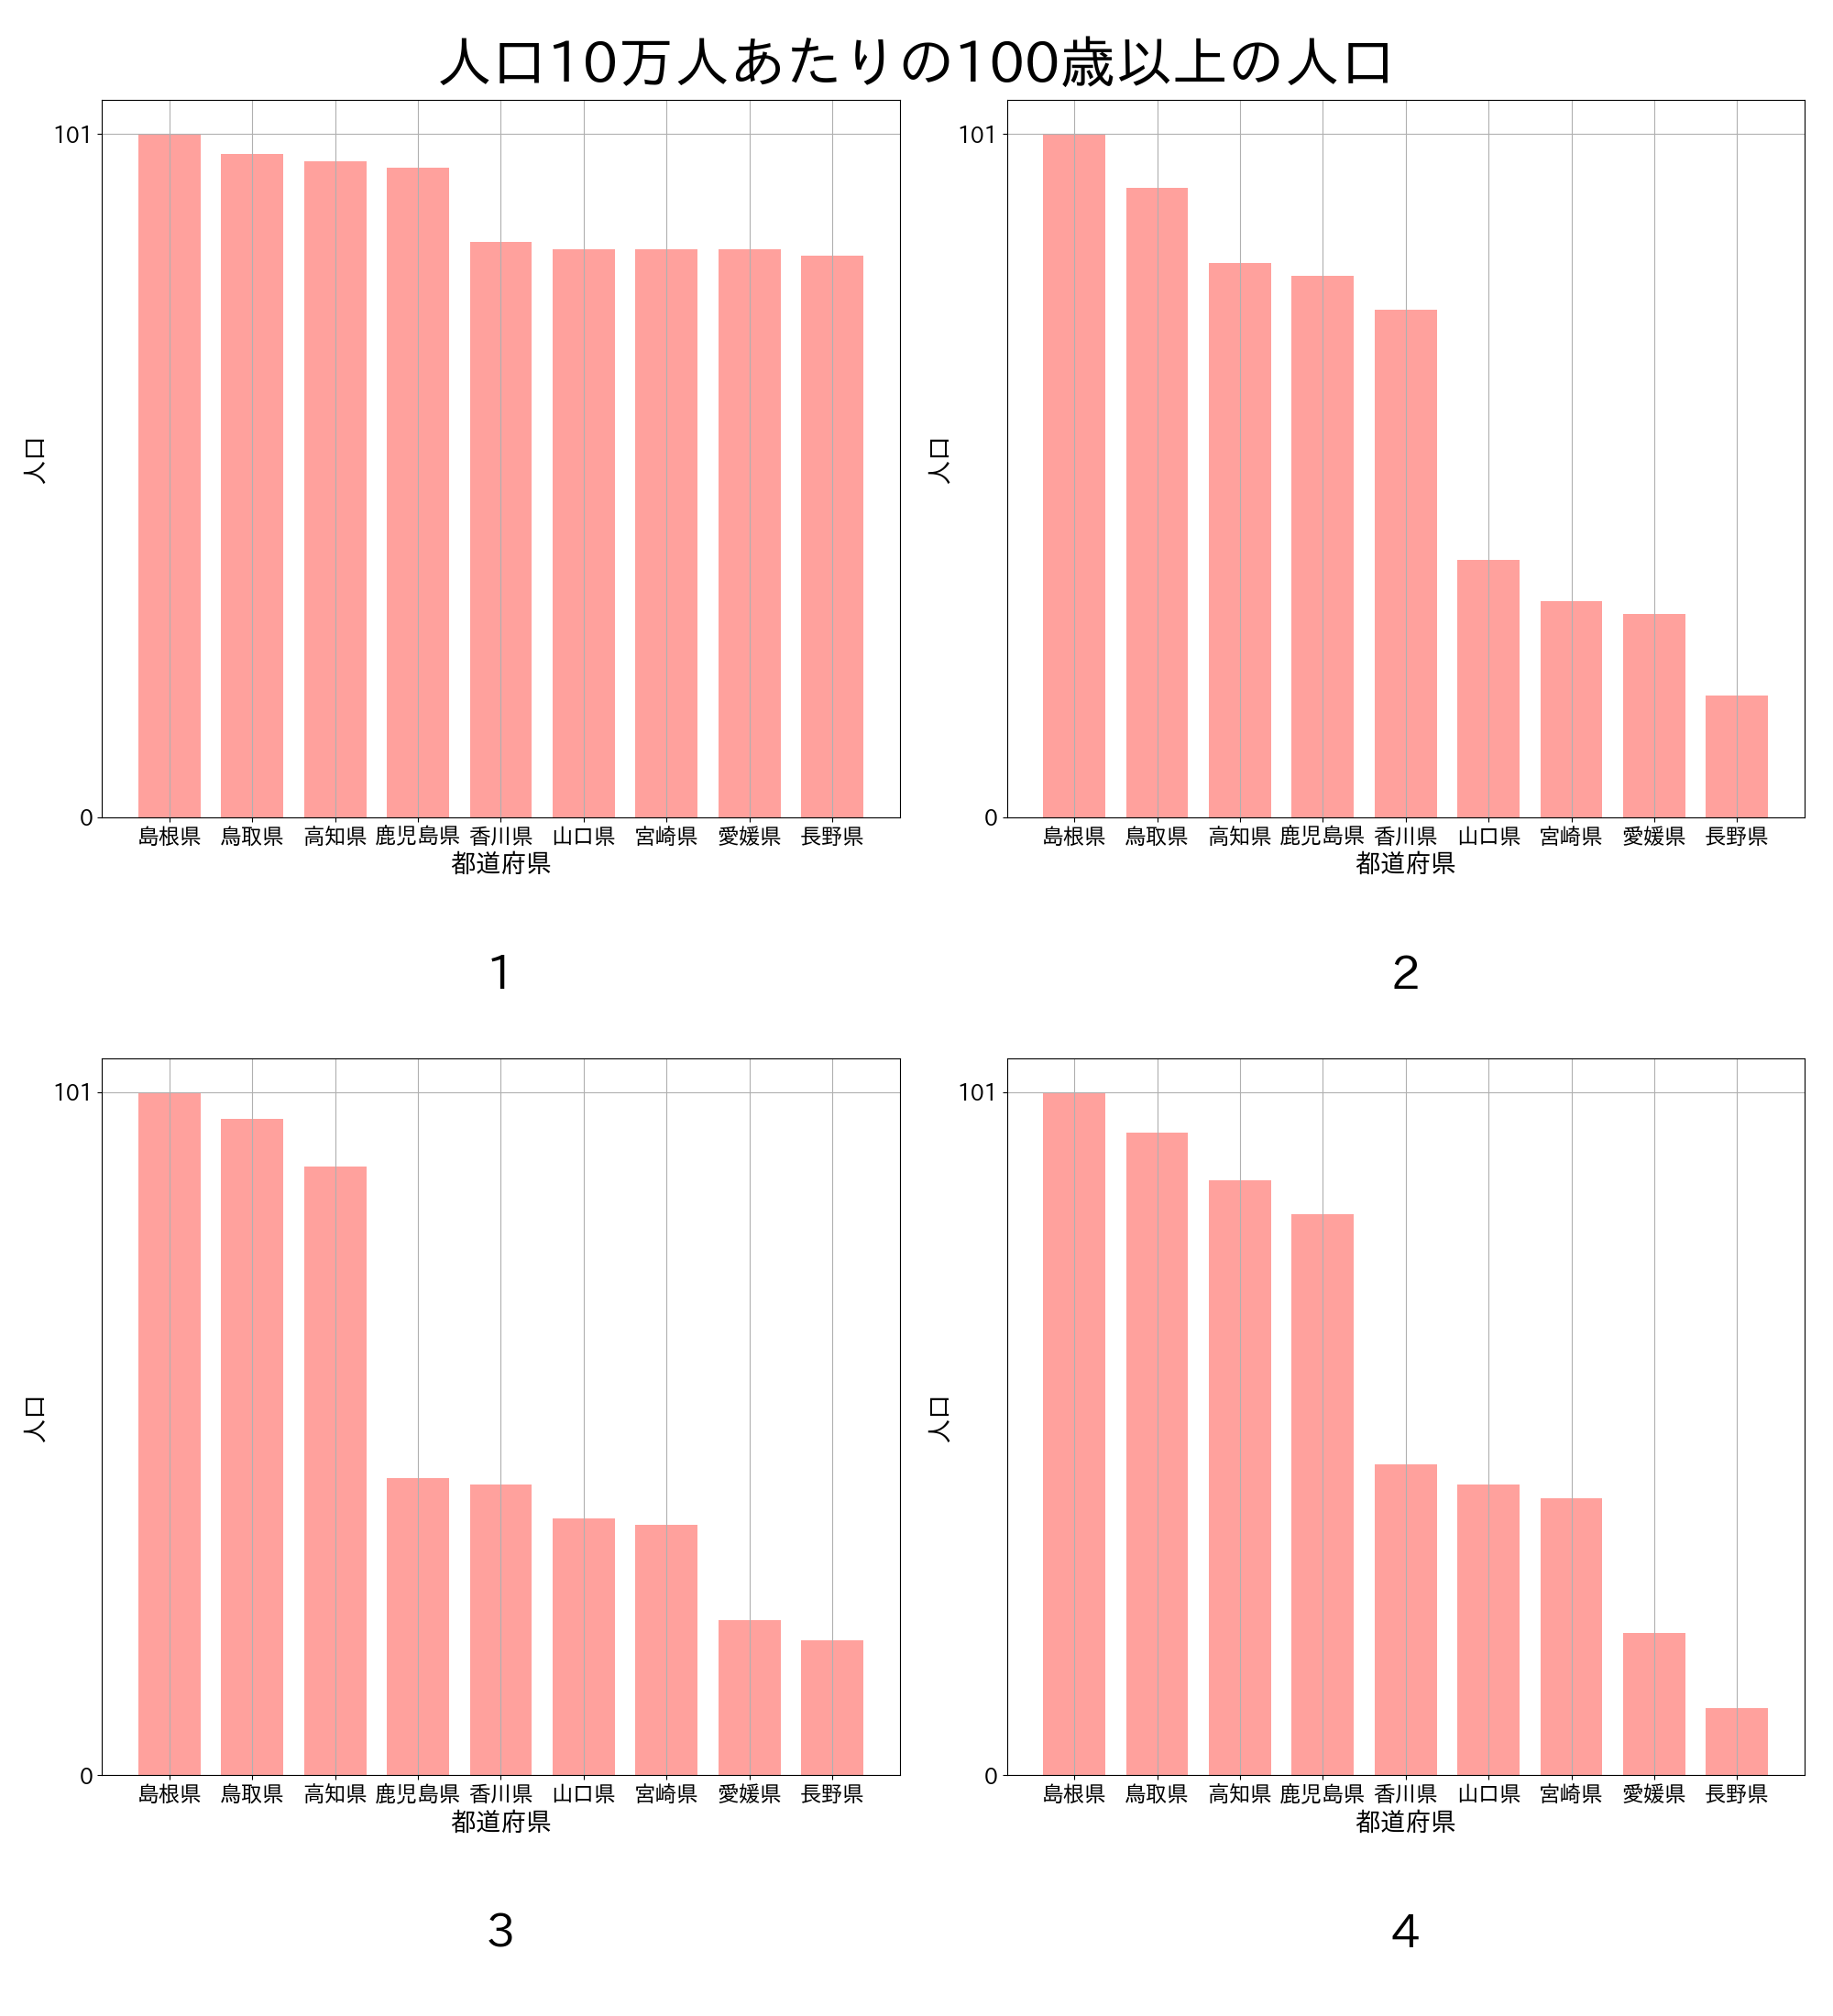 人口10万人あたりの100歳以上の人口
101
0
人口
島根県 鳥取県 高知県 鹿児島県 香川県 山口県 宮崎県 愛媛県 長野県
都道府県
1
101
0
人口
島根県 鳥取県 高知県 鹿児島県 香川県 山口県 宮崎県 愛媛県 長野県
都道府県
2
101
0
人口
島根県 鳥取県 高知県 鹿児島県 香川県 山口県 宮崎県 愛媛県 長野県
都道府県
3
101
0
人口
島根県 鳥取県 高知県 鹿児島県 香川県 山口県 宮崎県 愛媛県 長野県
都道府県
4